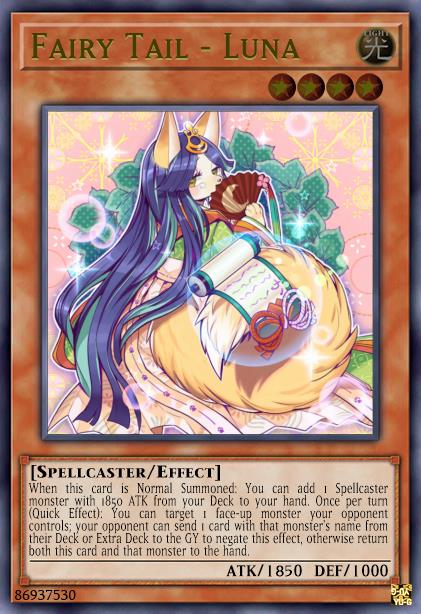 Fairy Tail - Luna
LIGHT
光
[Spellcaster/Effect]
When this card is Normal Summoned: You can add 1 Spellcaster
monster with 1850 ATK from your Deck to your hand. Once per turn
(Quick Effect): You can target 1 face-up monster your opponent
controls; your opponent can send 1 card with that monster's name from
their Deck or Extra Deck to the GY to negate this effect, otherwise return
both this card and that monster to the hand.
ATK/1850 DEF/1000
86937530